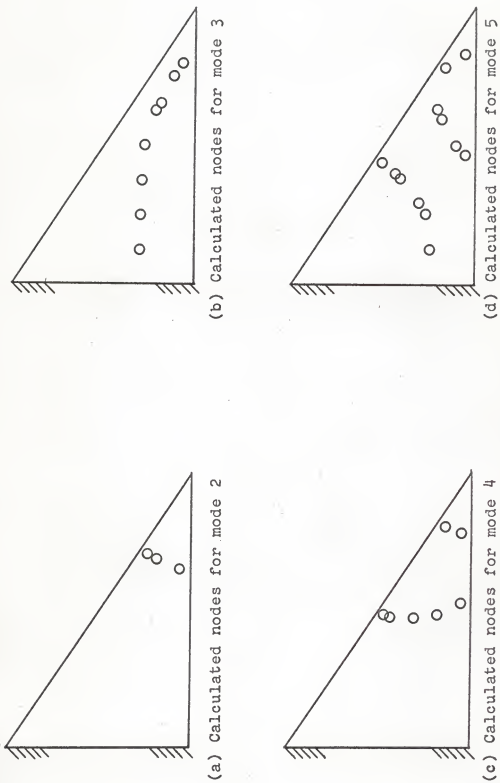 (a) Calculated nodes for mode 2
(b) Calculated nodes for mode 3
(c) Calculated nodes for mode 4
(d) Calculated nodes for mode 5